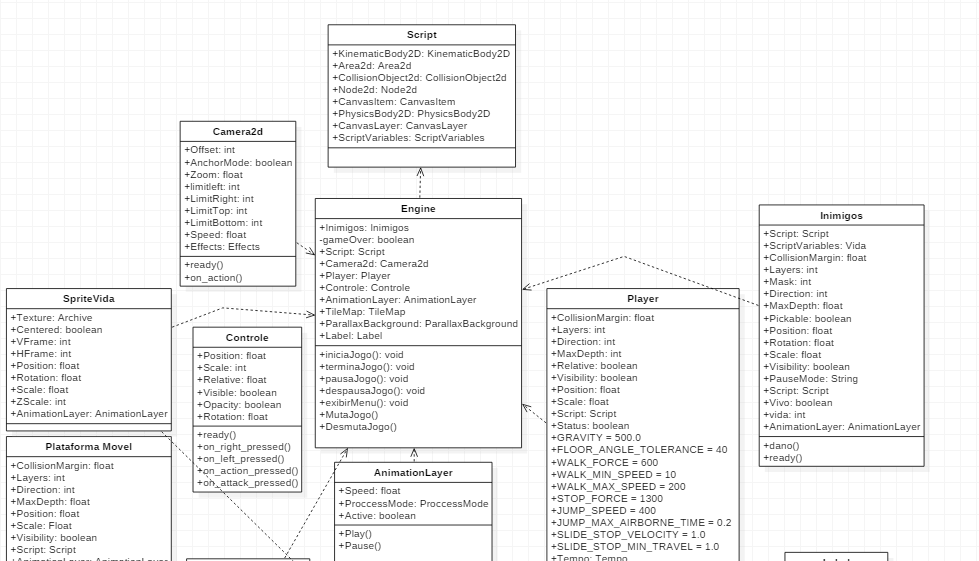 Script
+KinematicBody2D: KinematicBody2D
+Area2d: Area2d
+CollisionObject2d: CollisionObject2d
+Node2d: Node2d
+CanvasItem: CanvasItem
+PhysicsBody2D: PhysicsBody2D
+CanvasLayer: CanvasLayer
+ScriptVariables: ScriptVariables
Camera2d
+Offset: int
+AnchorMode: boolean
+Zoom: float
+limitleft: int
+LimitRight: int
+LimitTop: int
+LimitBottom: int
+Speed: float
+Effects: Effects
+ready()
+on_action()
Engine
+Inimigos: Inimigos
-gameOver: boolean
+Script: Script
+Camera2d: Camera2d
+Player: Player
+Controle: Controle
+AnimationLayer: AnimationLayer
+TileMap: TileMap
+ParallaxBackground: ParallaxBackground
+Label: Label
+iniciaJogo(): void
+terminaJogo(): void
+pausaJogo(): void
+despausaJogo(): void
+exibirMenu(): void
+MutaJogo()
+DesmutaJogo()
Inimigos
+Script: Script
+ScriptVariables: Vida
+CollisionMargin: float
+Layers: int
+Mask: int
+Direction: int
+MaxDepth: float
+Pickable: boolean
+Position: float
+Rotation: float
+Scale: float
+Visibility: boolean
+PauseMode: String
+Script: Script
+Vivo: boolean
+vida: int
+AnimationLayer: AnimationLayer
+dano()
+ready()
SpriteVida
+Texture: Archive
+Centered: boolean
+VFrame: int
+HFrame: int
+Position: float
+Rotation: float
+Scale: float
+ZScale: int
+AnimationLayer: AnimationLayer
Controle
+Position: float
+Scale: int
+Relative: float
+Visible: boolean
+Opacity: boolean
+Rotation: float
+ready()
+on_right_pressed()
+on_left_pressed()
+on_action_pressed()
+on_attack_pressed()
Player
+CollisionMargin: float
+Layers: int
+Direction: int
+MaxDepth: int
+Relative: boolean
+Visibility: boolean
+Position: float
+Scale: float
+Script: Script
+Status: boolean
+GRAVITY = 500.0
+FLOOR_ANGLE_TOLERANCE = 40
+WALK_FORCE = 600
+WALK_MIN_SPEED = 10
+WALK_MAX_SPEED = 200
+STOP_FORCE = 1300
+JUMP_SPEED = 400
+JUMP_MAX_AIRBORNE_TIME = 0.2
+SLIDE_STOP_VELOCITY = 1.0
+SLIDE_STOP_MIN_TRAVEL = 1.0
+Tempo: Tempo
Plataforma Movel
+CollisionMargin: float
+Layers: int
+Direction: int
+MaxDepth: float
+Position: float
+Scale: Float
+Visibility: boolean
+Script: Script
+AnimationLayer: AnimationLayer
AnimationLayer
+Speed: float
+ProccessMode: ProccessMode
+Active: boolean
+Play()
+Pause()